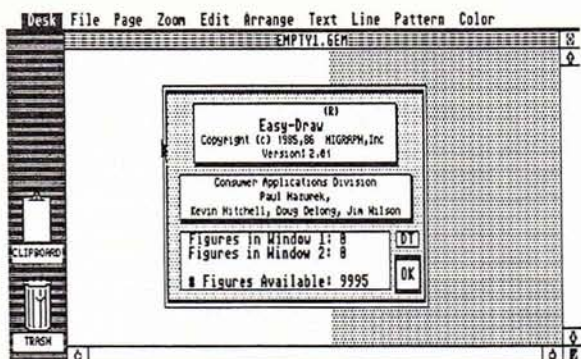 Desk File Page Zoom Edit Arrange Text Line Pattern Color
EMPTY1.GEM
(R)
Easy-Draw
Copyright (c) 1985,86 MIGRAPH,Inc
Version: 2.01
Consumer Applications Division
Paul Mazurek,
Kevin Mitchell, Doug Delong, Jim Wilson
Figures in Window 1: 0
Figures in Window 2: 0
# Figures Available: 9995
DT
OK
CLIPBOARD
TRASH